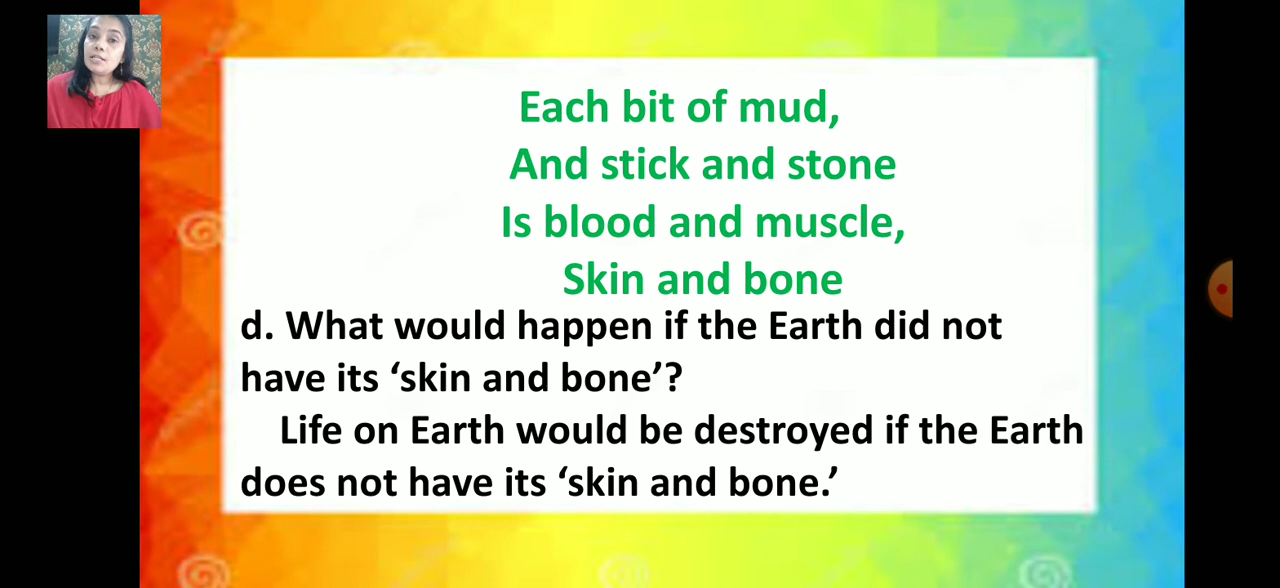 Each bit of mud,
And stick and stone
Is blood and muscle,
Skin and bone
d. What would happen if the Earth did not
have its ‘skin and bone’?
Life on Earth would be destroyed if the Earth
does not have its ‘skin and bone.’